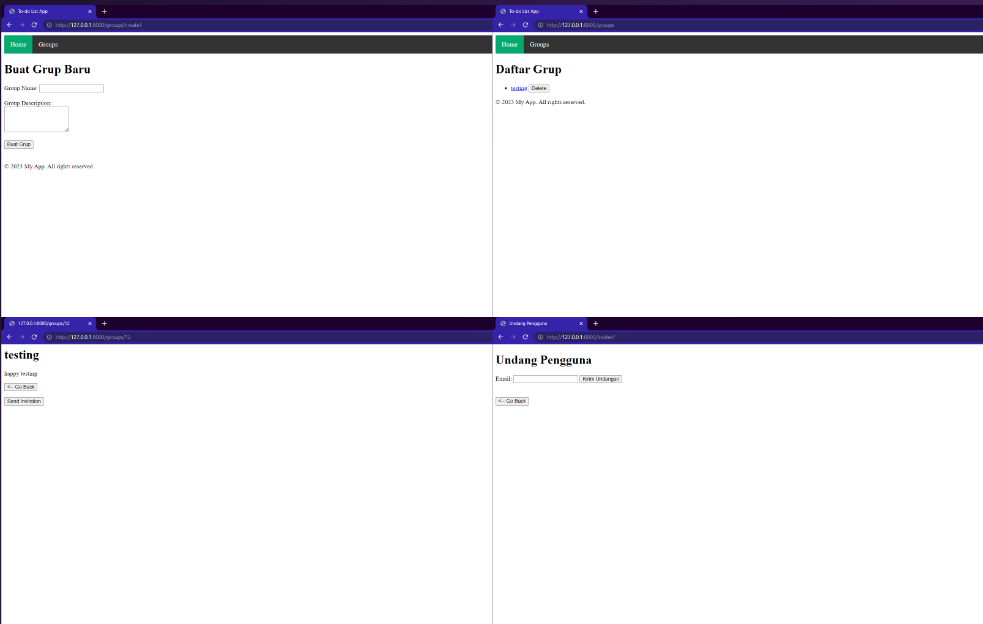 To-do List App
http://127.0.0.1:8000/groups/create?
Home Groups
Buat Grup Baru
Group Name:
Group Description:
Buat Grup
© 2023 My App. All rights reserved.
To-do List App
http://127.0.0.1:8000/groups
Home Groups
Daftar Grup
testing Delete
© 2023 My App. All rights reserved.
127.0.0.1:8000/groups/12
http://127.0.0.1:8000/groups/12
testing
happy testing
<-- Go Back
Send Invitation
Undang Pengguna
http://127.0.0.1:8000/invites?
Undang Pengguna
Email: Kirim Undangan
<-- Go Back